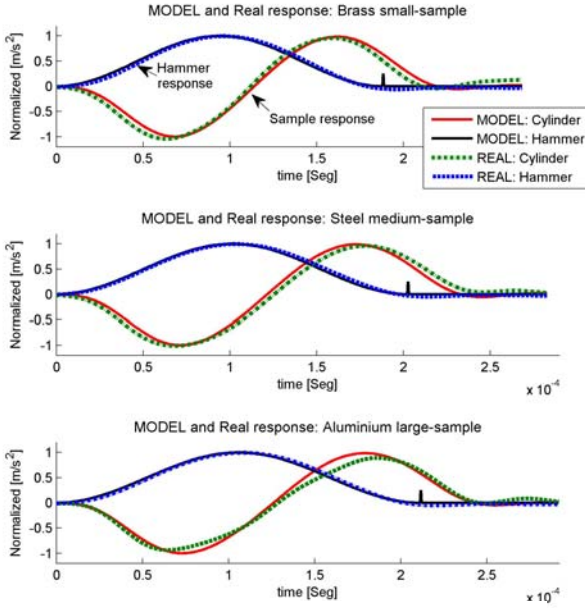 MODEL and Real response: Brass small-sample
Normalized [m/s²]
1
0.5
0
-0.5
-1
Hammer
response
Sample response
MODEL: Cylinder
MODEL: Hammer
REAL: Cylinder
REAL: Hammer
0 0.5 1 1.5 2
time [Seg]
MODEL and Real response: Steel medium-sample
Normalized [m/s²]
1
0.5
0
-0.5
-1
0 0.5 1 1.5 2 2.5
time [Seg]
x 10⁻⁴
MODEL and Real response: Aluminium large-sample
Normalized [m/s²]
1
0.5
0
-0.5
-1
0 0.5 1 1.5 2 2.5
time [Seg]
x 10⁻⁴